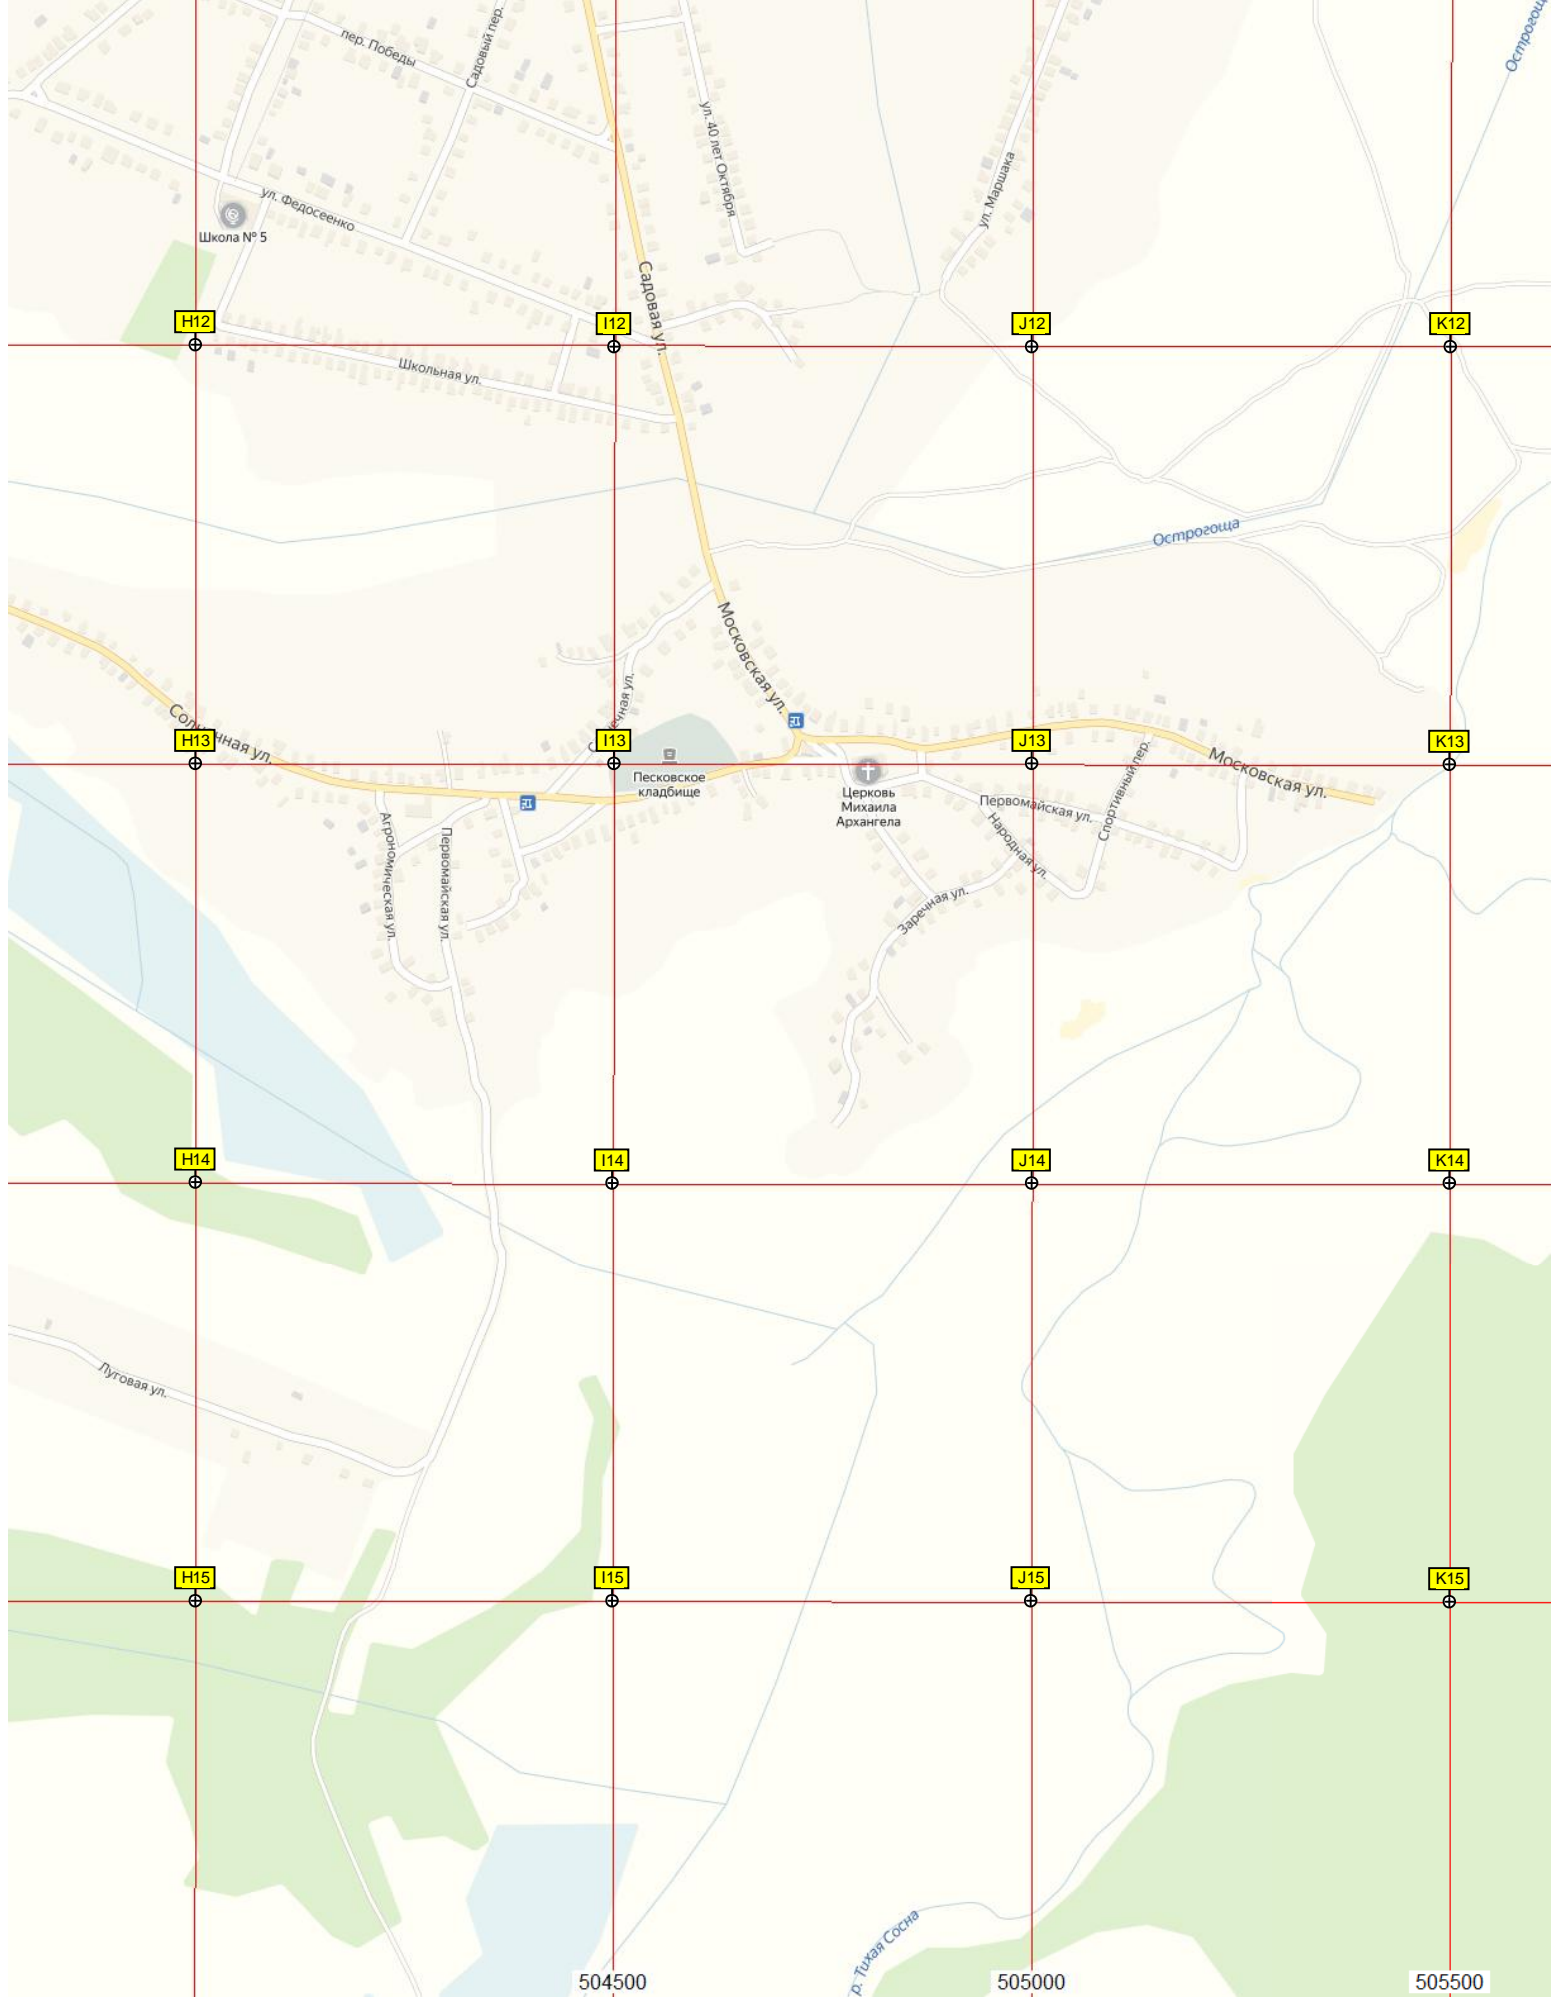 Острогоща
пер. Победы
Садовый пер.
ул. 40 лет Октября
ул. Маршака
ул. Федосеенко
Школа № 5
Садовая ул.
H12
I12
J12
K12
Школьная ул.
Острогоща
Московская ул.
Солнечная ул.
H13
I13
J13
K13
Песковское
кладбище
Церковь
Михаила
Архангела
Московская ул.
Первомайская ул.
Спортивный пер.
Народная ул.
Агрономическая ул.
Первомайская ул.
Заречная ул.
H14
I14
J14
K14
Луговая ул.
H15
I15
J15
K15
р. Тихая Сосна
504500
505000
505500